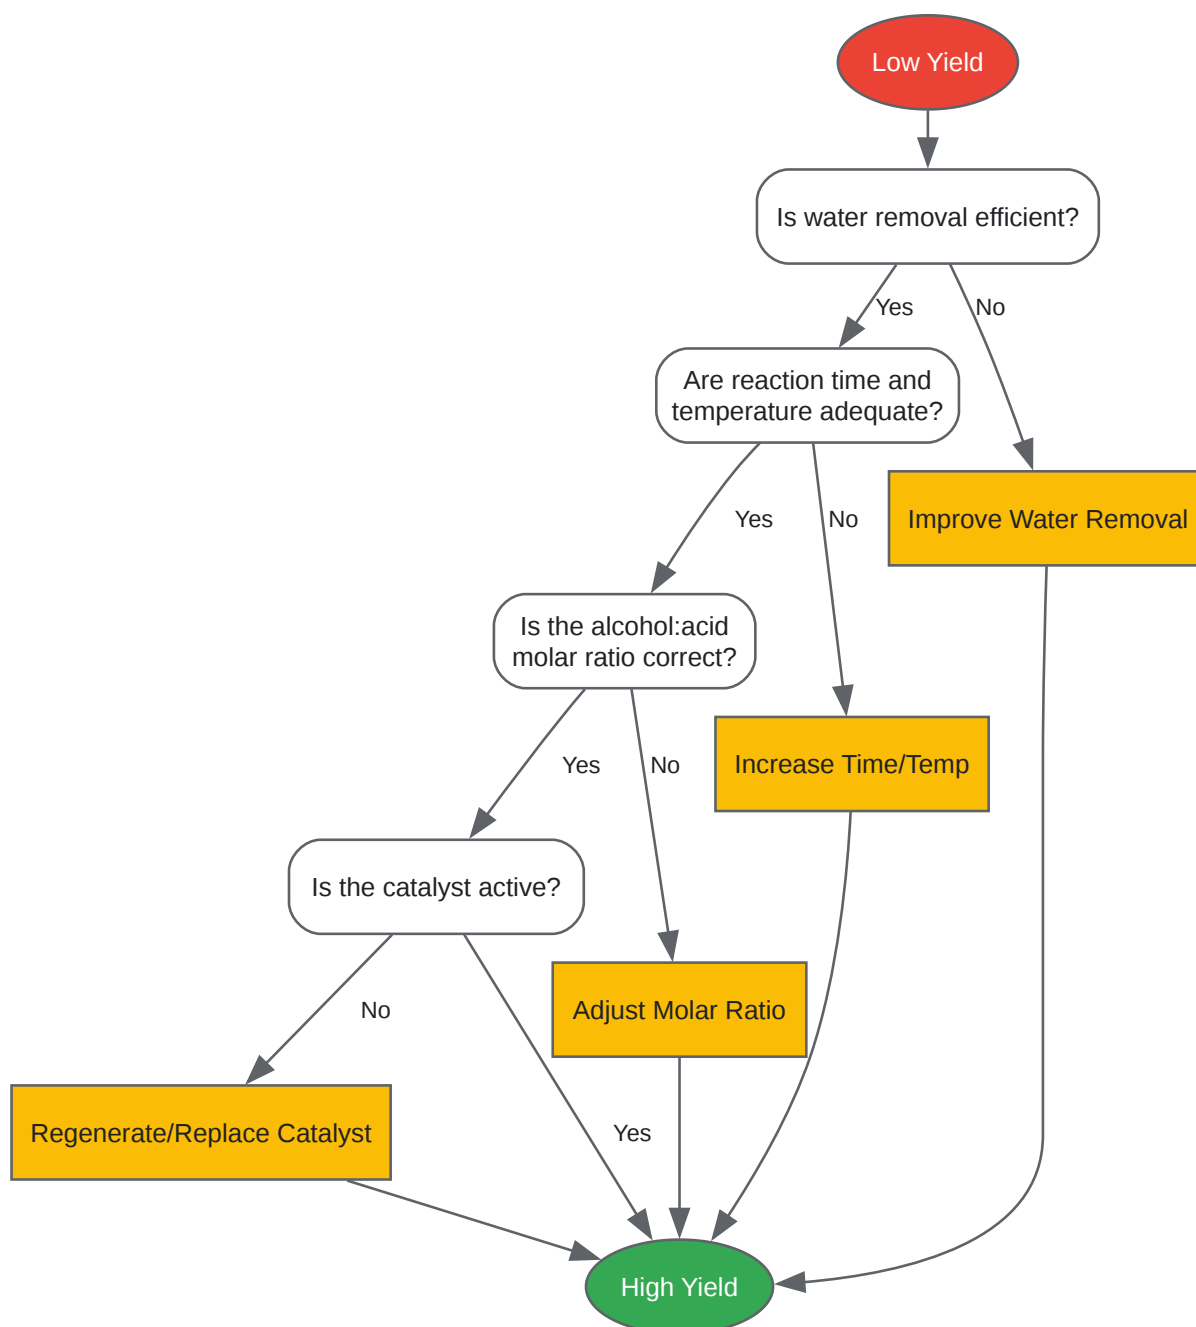 Low Yield
Is water removal efficient?
Yes
No
Are reaction time and
temperature adequate?
Yes
No
Improve Water Removal
Is the alcohol:acid
molar ratio correct?
Yes
No
Increase Time/Temp
Is the catalyst active?
No
Adjust Molar Ratio
Regenerate/Replace Catalyst
Yes
High Yield